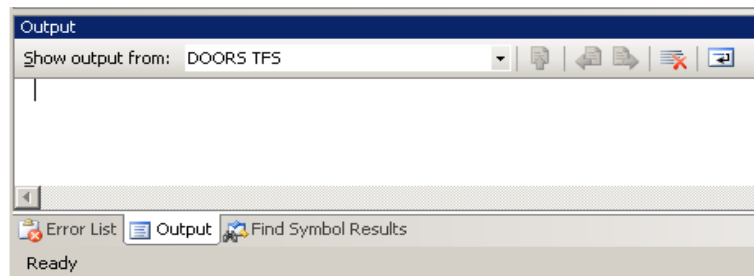 Output
Show output from: DOORS TFS
Error List Output Find Symbol Results
Ready